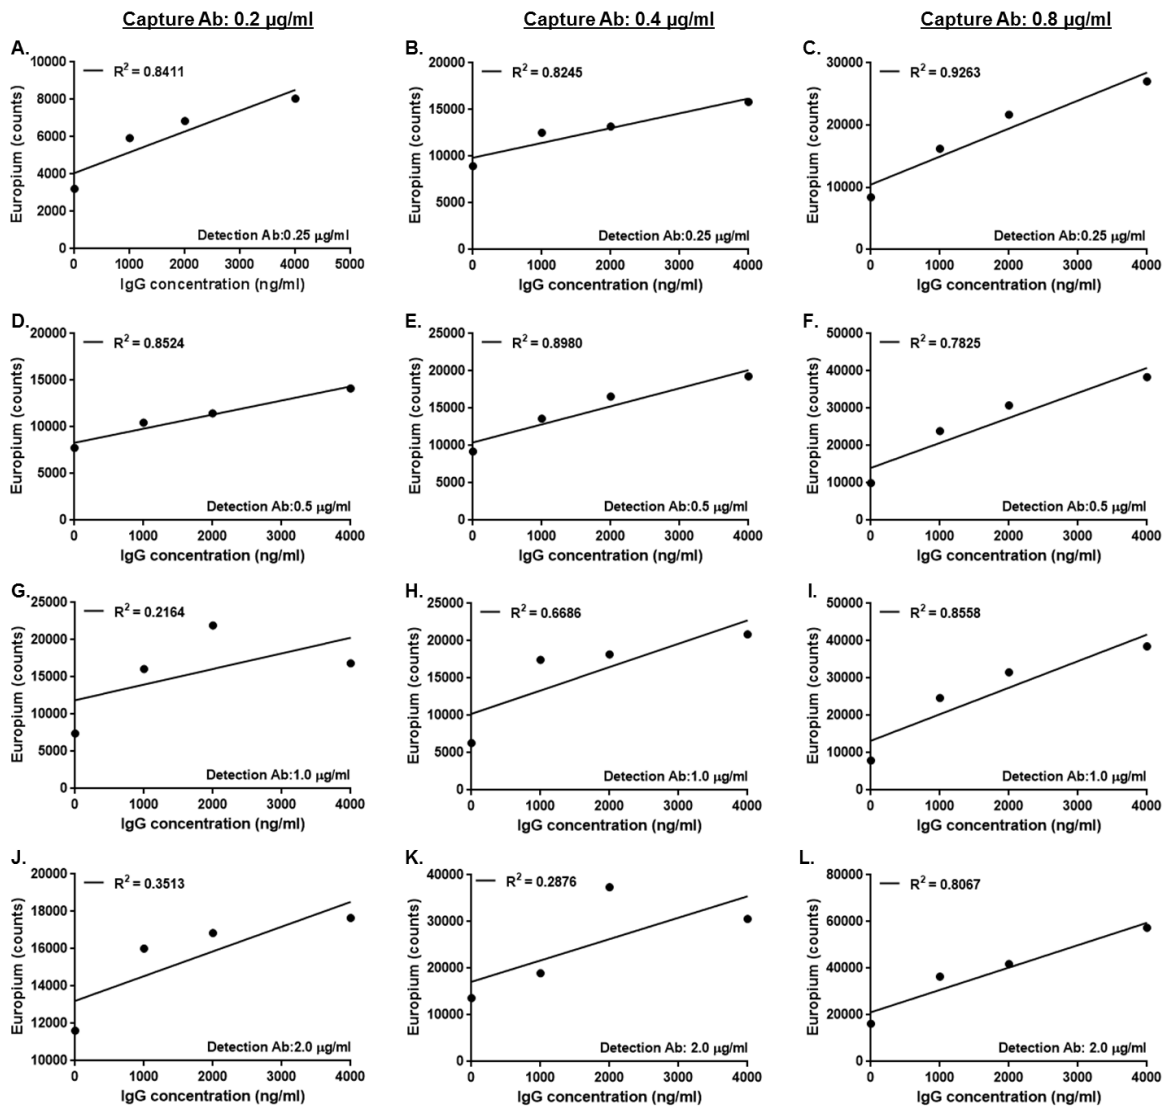 Capture Ab: 0.2 µg/ml
Capture Ab: 0.4 µg/ml
Capture Ab: 0.8 µg/ml
A.
R² = 0.8411
Europium (counts)
10000
8000
6000
4000
2000
0
Detection Ab:0.25 µg/ml
0 1000 2000 3000 4000 5000
IgG concentration (ng/ml)
B.
R² = 0.8245
Europium (counts)
20000
15000
10000
5000
0
Detection Ab:0.25 µg/ml
0 1000 2000 3000 4000
IgG concentration (ng/ml)
C.
R² = 0.9263
Europium (counts)
30000
20000
10000
0
Detection Ab:0.25 µg/ml
0 1000 2000 3000 4000
IgG concentration (ng/ml)
D.
R² = 0.8524
Europium (counts)
20000
15000
10000
5000
0
Detection Ab:0.5 µg/ml
0 1000 2000 3000 4000
IgG concentration (ng/ml)
E.
R² = 0.8980
Europium (counts)
25000
20000
15000
10000
5000
0
Detection Ab:0.5 µg/ml
0 1000 2000 3000 4000
IgG concentration (ng/ml)
F.
R² = 0.7825
Europium (counts)
50000
40000
30000
20000
10000
0
Detection Ab:0.5 µg/ml
0 1000 2000 3000 4000
IgG concentration (ng/ml)
G.
R² = 0.2164
Europium (counts)
25000
20000
15000
10000
5000
0
Detection Ab:1.0 µg/ml
0 1000 2000 3000 4000
IgG concentration (ng/ml)
H.
R² = 0.6686
Europium (counts)
25000
20000
15000
10000
5000
0
Detection Ab:1.0 µg/ml
0 1000 2000 3000 4000
IgG concentration (ng/ml)
I.
R² = 0.8558
Europium (counts)
50000
40000
30000
20000
10000
0
Detection Ab:1.0 µg/ml
0 1000 2000 3000 4000
IgG concentration (ng/ml)
J.
R² = 0.3513
Europium (counts)
20000
18000
16000
14000
12000
10000
Detection Ab:2.0 µg/ml
0 1000 2000 3000 4000
IgG concentration (ng/ml)
K.
R² = 0.2876
Europium (counts)
40000
30000
20000
10000
0
Detection Ab: 2.0 µg/ml
0 1000 2000 3000 4000
IgG concentration (ng/ml)
L.
R² = 0.8067
Europium (counts)
80000
60000
40000
20000
0
Detection Ab: 2.0 µg/ml
0 1000 2000 3000 4000
IgG concentration (ng/ml)